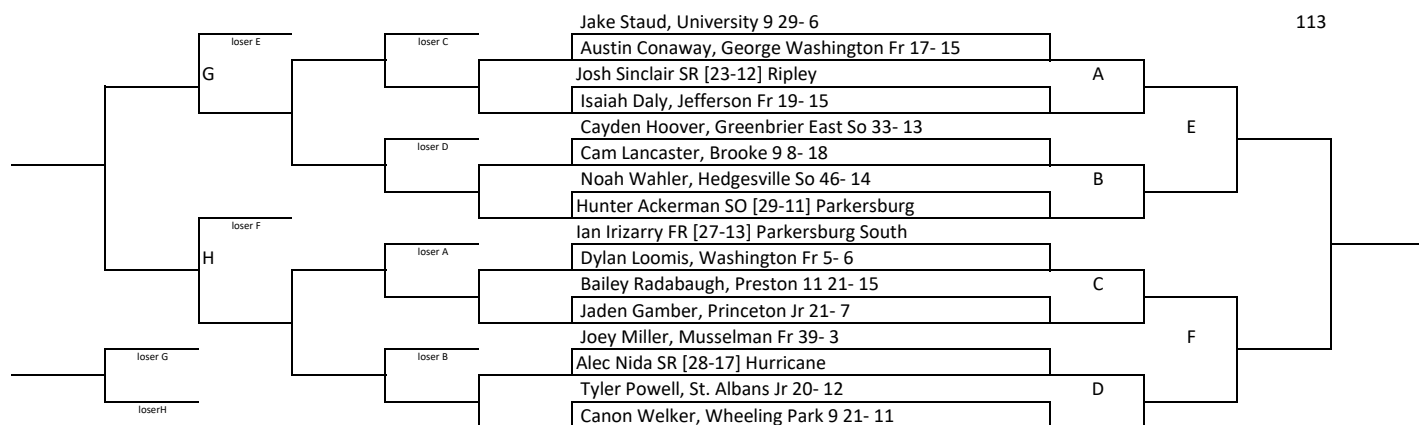 Jake Staud, University 9 29- 6 113
loser E loser C Austin Conaway, George Washington Fr 17- 15
G Josh Sinclair SR [23-12] Ripley A
Isaiah Daly, Jefferson Fr 19- 15
Cayden Hoover, Greenbrier East So 33- 13 E
loser D Cam Lancaster, Brooke 9 8- 18
Noah Wahler, Hedgesville So 46- 14 B
Hunter Ackerman SO [29-11] Parkersburg
loser F Ian Irizarry FR [27-13] Parkersburg South
H loser A Dylan Loomis, Washington Fr 5- 6
Bailey Radabaugh, Preston 11 21- 15 C
Jaden Gamber, Princeton Jr 21- 7
Joey Miller, Musselman Fr 39- 3 F
loser G loser B Alec Nida SR [28-17] Hurricane
Tyler Powell, St. Albans Jr 20- 12 D
loserH Canon Welker, Wheeling Park 9 21- 11